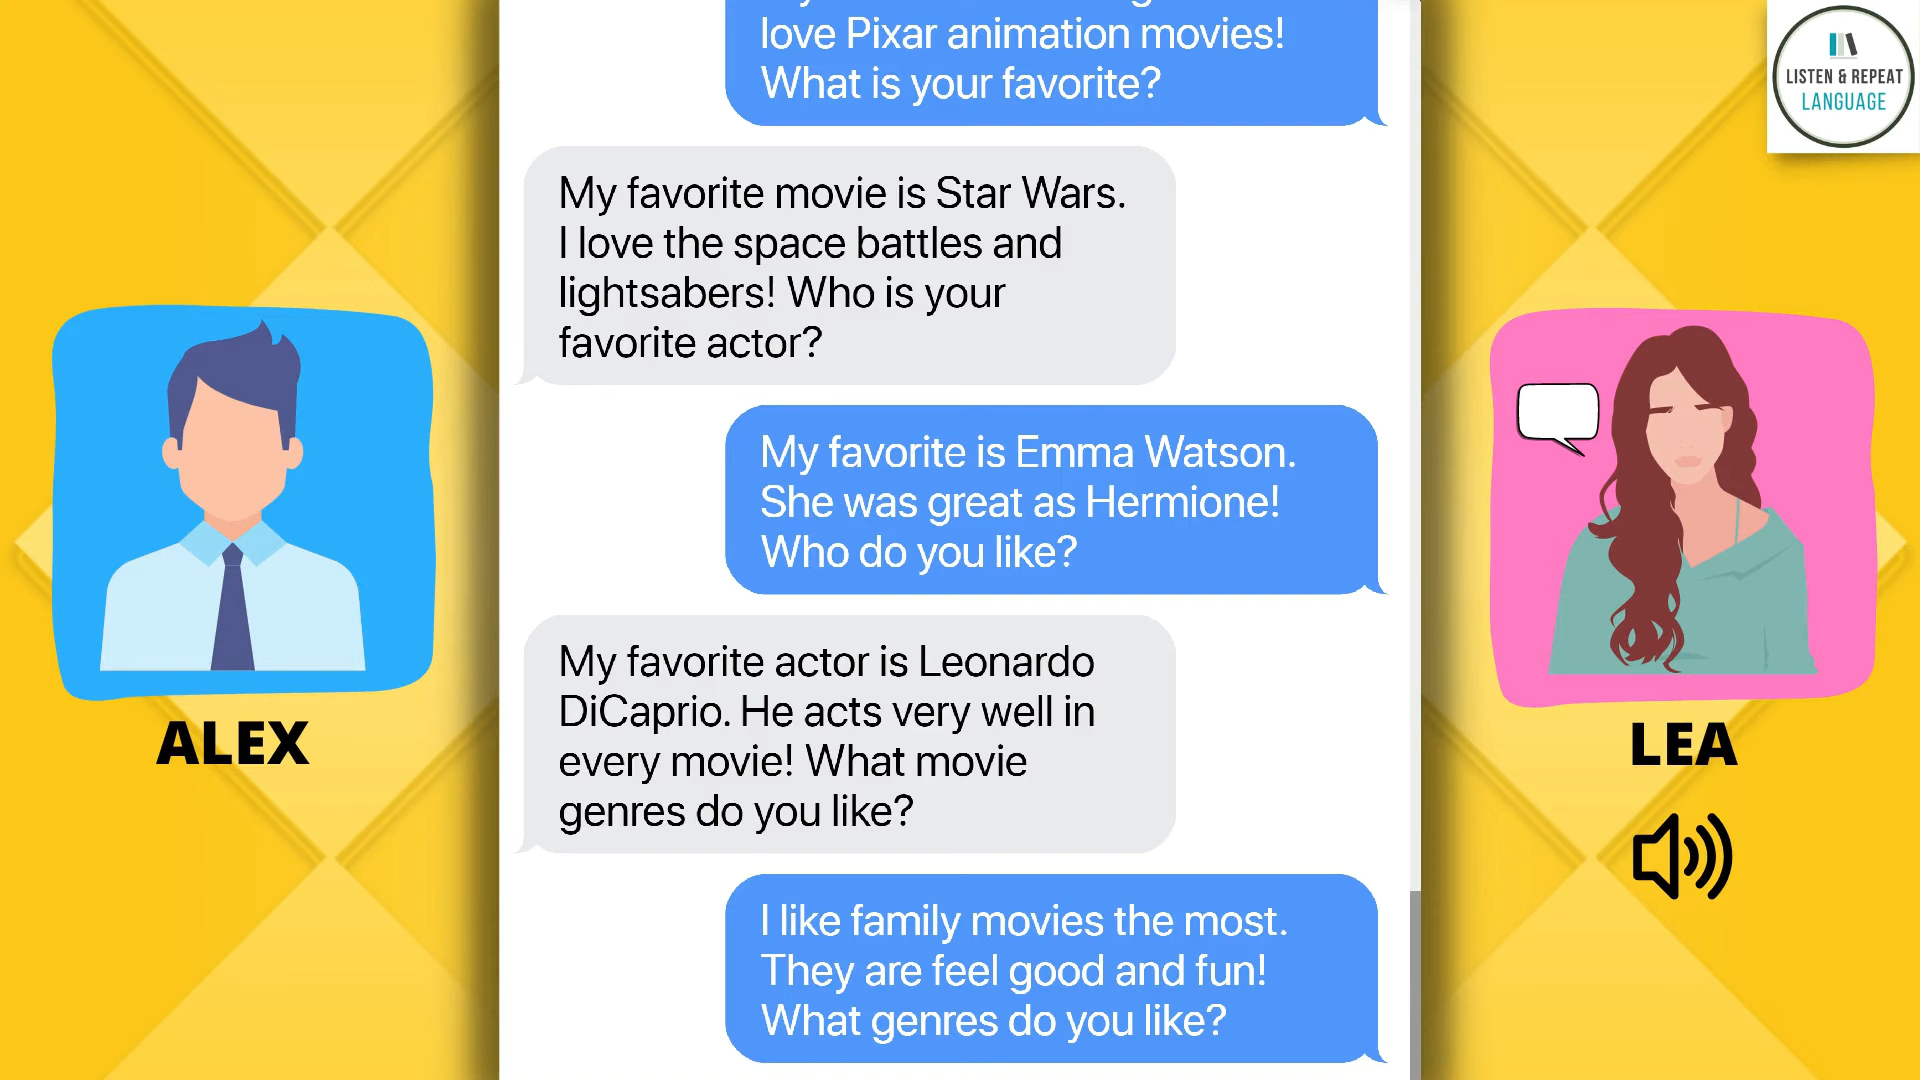 love Pixar animation movies!
What is your favorite?
LISTEN & REPEAT
LANGUAGE
My favorite movie is Star Wars.
I love the space battles and
lightsabers! Who is your
favorite actor?
My favorite is Emma Watson.
She was great as Hermione!
Who do you like?
My favorite actor is Leonardo
DiCaprio. He acts very well in
every movie! What movie
genres do you like?
ALEX
LEA
I like family movies the most.
They are feel good and fun!
What genres do you like?